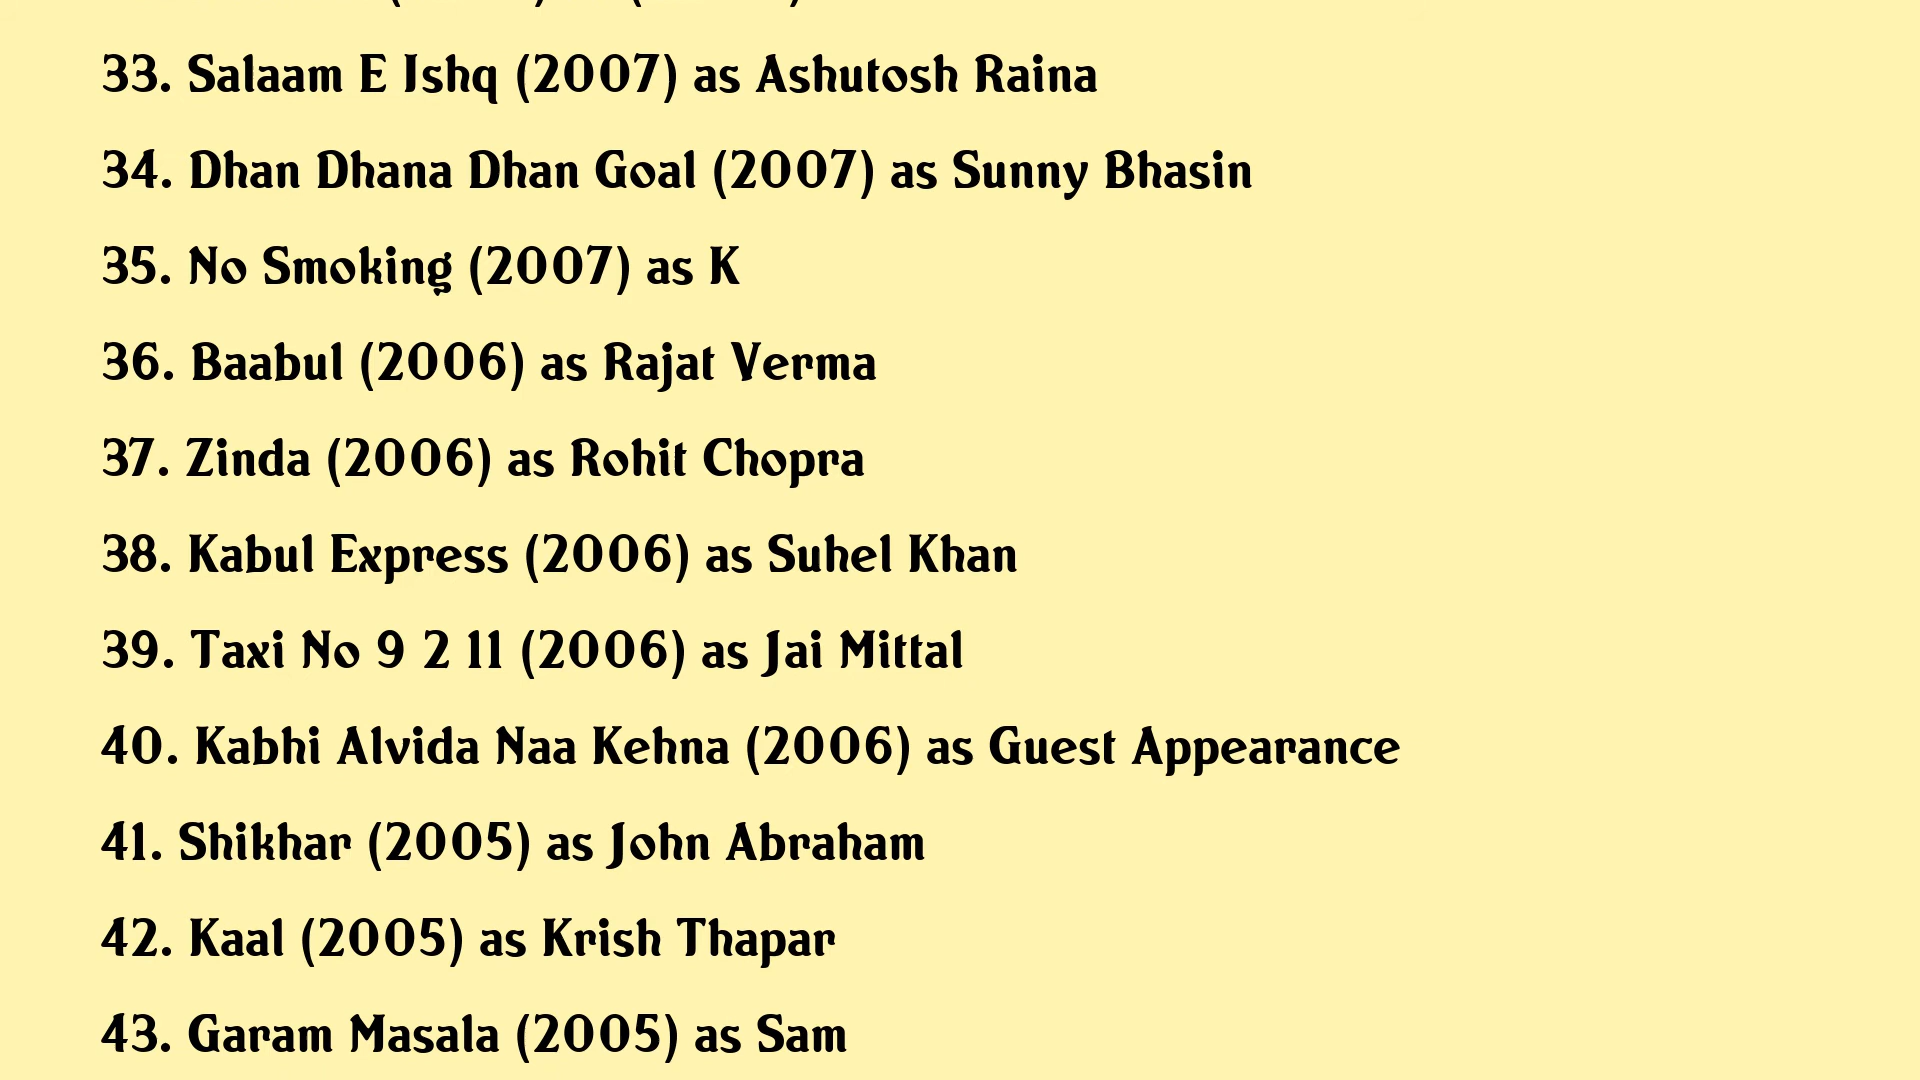 33. Salaam E Ishq (2007) as Ashutosh Raina
34. Dhan Dhana Dhan Goal (2007) as Sunny Bhasin
35. No Smoking (2007) as K
36. Baabul (2006) as Rajat Verma
37. Zinda (2006) as Rohit Chopra
38. Kabul Express (2006) as Suhel Khan
39. Taxi No 9 2 11 (2006) as Jai Mittal
40. Kabhi Alvida Naa Kehna (2006) as Guest Appearance
41. Shikhar (2005) as John Abraham
42. Kaal (2005) as Krish Thapar
43. Garam Masala (2005) as Sam